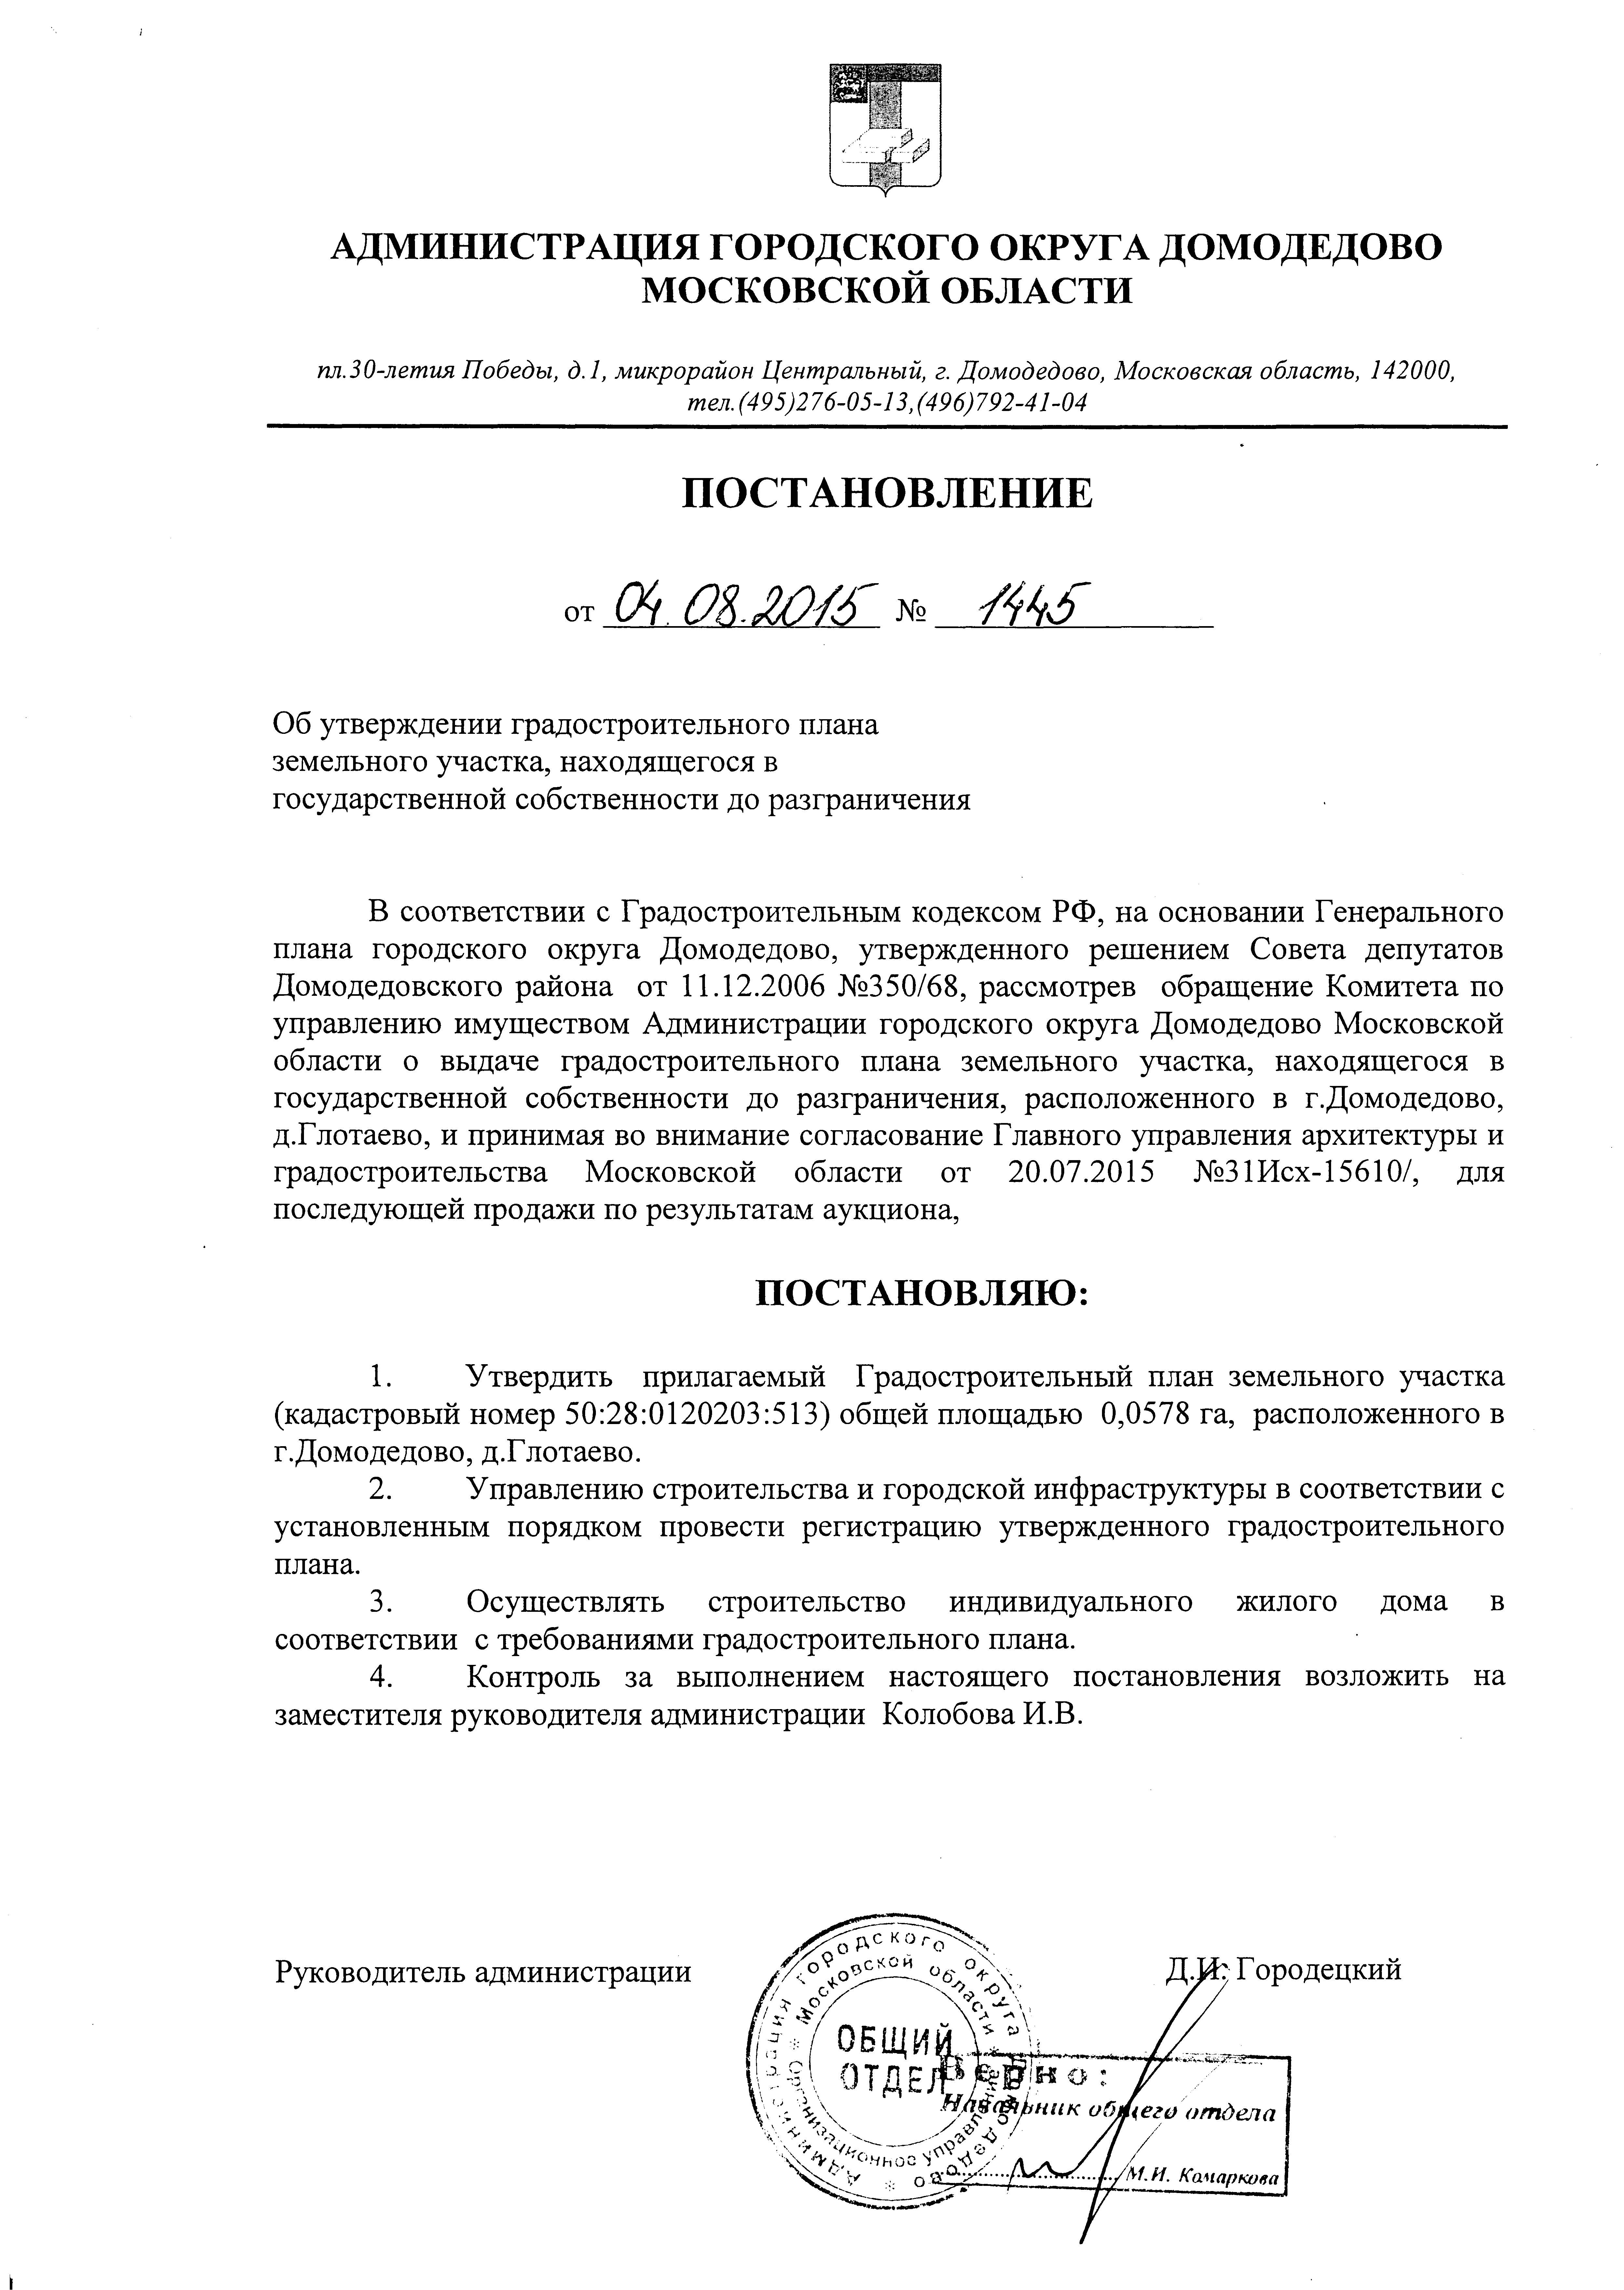 АДМИНИСТРАЦИЯ ГОРОДСКОГО ОКРУГА ДОМОДЕДОВО
МОСКОВСКОЙ ОБЛАСТИ
пл.30-летия Победы, д.1, микрорайон Центральный, г. Домодедово, Московская область, 142000,
тел.(495)276-05-13,(496)792-41-04
ПОСТАНОВЛЕНИЕ
от 04.08.2015 № 1445
Об утверждении градостроительного плана
земельного участка, находящегося в
государственной собственности до разграничения
В соответствии с Градостроительным кодексом РФ, на основании Генерального
плана городского округа Домодедово, утвержденного решением Совета депутатов
Домодедовского района от 11.12.2006 №350/68, рассмотрев обращение Комитета по
управлению имуществом Администрации городского округа Домодедово Московской
области о выдаче градостроительного плана земельного участка, находящегося в
государственной собственности до разграничения, расположенного в г.Домодедово,
д.Глотаево, и принимая во внимание согласование Главного управления архитектуры и
градостроительства Московской области от 20.07.2015 №31Исх-15610/, для
последующей продажи по результатам аукциона,
ПОСТАНОВЛЯЮ:
1. Утвердить прилагаемый Градостроительный план земельного участка
(кадастровый номер 50:28:0120203:513) общей площадью 0,0578 га, расположенного в
г.Домодедово, д.Глотаево.
2. Управлению строительства и городской инфраструктуры в соответствии с
установленным порядком провести регистрацию утвержденного градостроительного
плана.
3. Осуществлять строительство индивидуального жилого дома в
соответствии с требованиями градостроительного плана.
4. Контроль за выполнением настоящего постановления возложить на
заместителя руководителя администрации Колобова И.В.
Руководитель администрации Д.И. Городецкий
Администрация городского округа Домодедово
Московской области
Организационное управление
ОБЩИЙ
ОТДЕЛ
Верно:
Начальник общего отдела
М.И. Комаркова